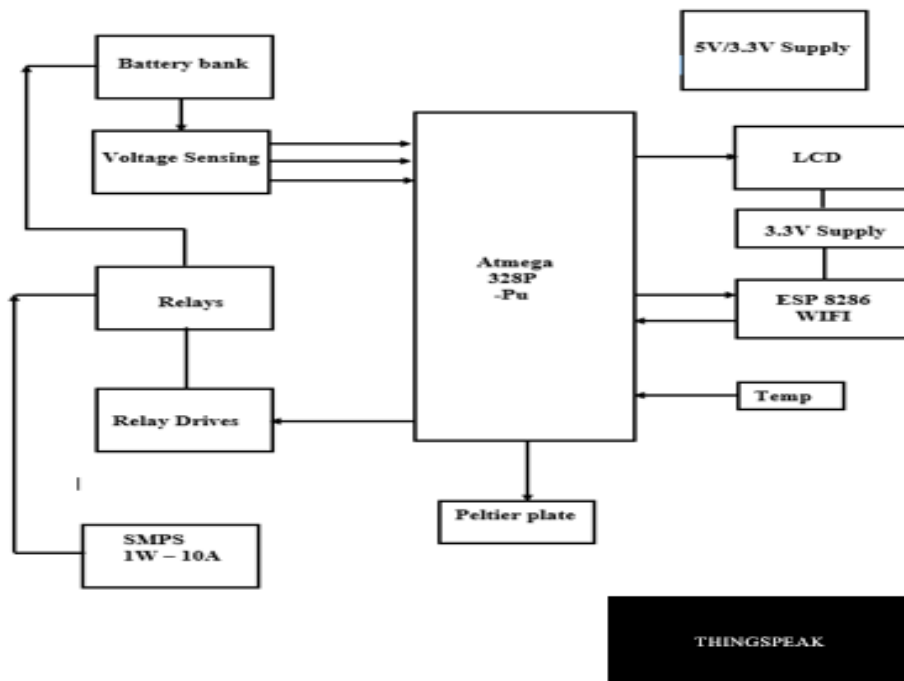 Battery bank
5V/3.3V Supply
Voltage Sensing
LCD
3.3V Supply
Atmega
328P
-Pu
Relays
ESP 8286
WIFI
Temp
Relay Drives
Peltier plate
SMPS
1W – 10A
THINGSPEAK